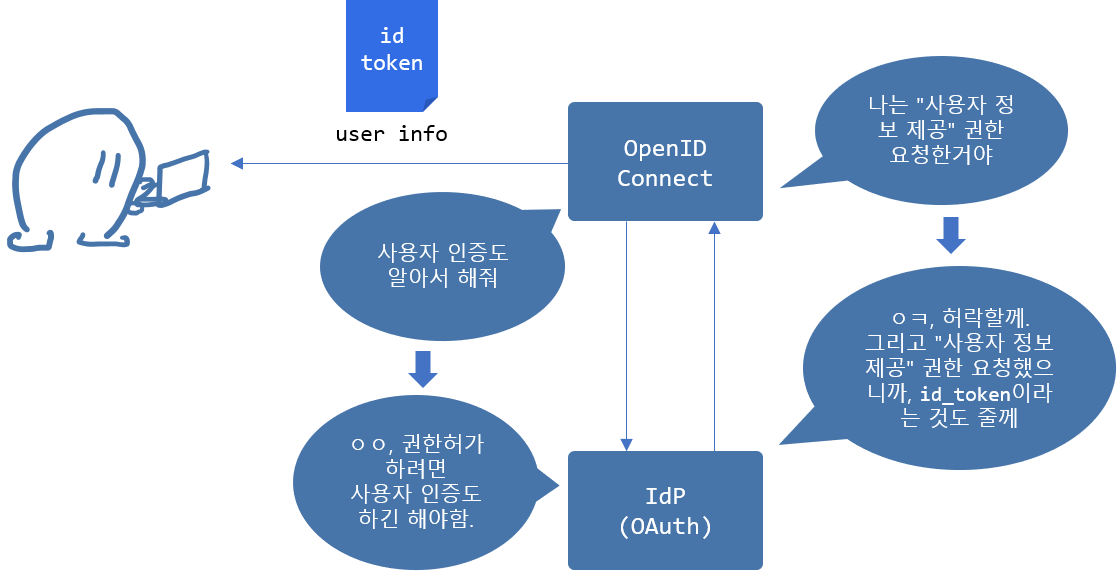 id
token
user info
OpenID
Connect
나는 "사용자 정
보 제공" 권한
요청한거야
사용자 인증도
알아서 해줘
ㅇㅋ, 허락할께.
그리고 "사용자 정보
제공" 권한 요청했으
니까, id_token이라
는 것도 줄께
ㅇㅇ, 권한허가
하려면
사용자 인증도
하긴 해야함.
IdP
(OAuth)